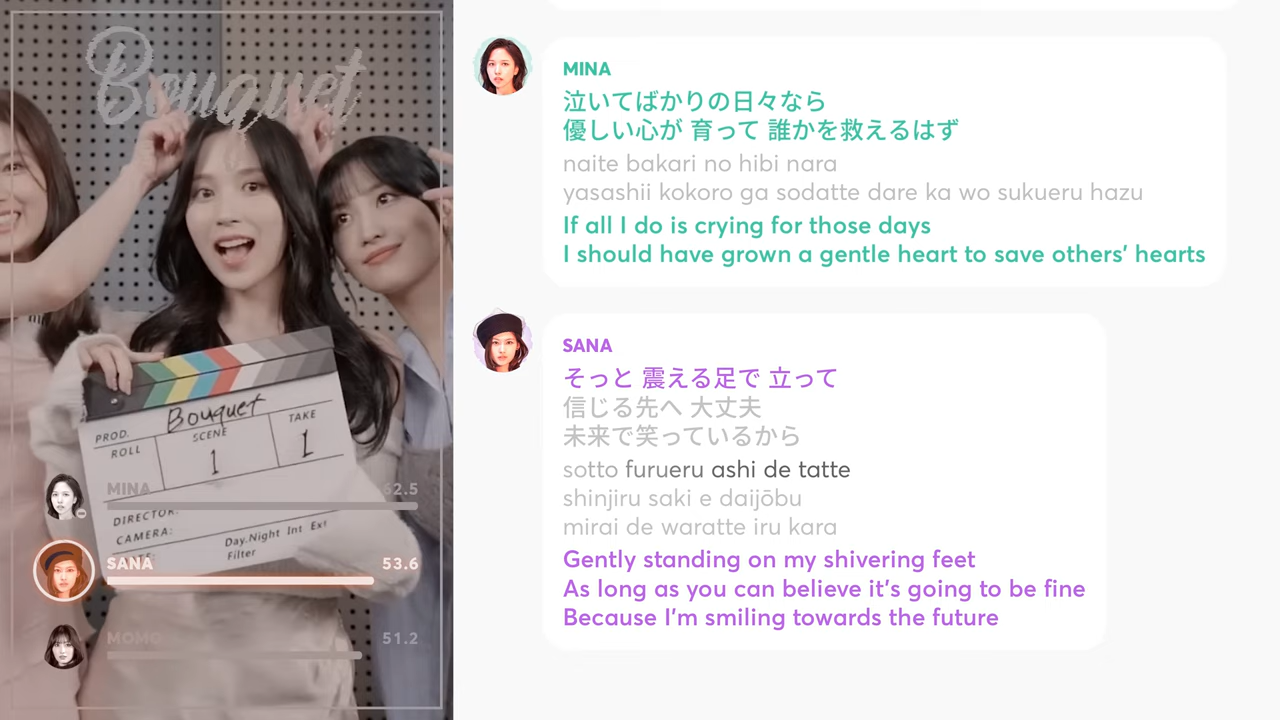 Bouquet
Bouquet
PROD.
ROLL
SCENE
TAKE
1
1
MINA
62.5
DIRECTOR:
CAMERA:
Day.Night Int Ext
Filter
SANA
53.6
MOMO
51.2
MINA
泣いてばかりの日々なら
優しい心が 育って 誰かを救えるはず
naite bakari no hibi nara
yasashii kokoro ga sodatte dare ka wo sukueru hazu
If all I do is crying for those days
I should have grown a gentle heart to save others' hearts
SANA
そっと 震える足で 立って
信じる先へ 大丈夫
未来で笑っているから
sotto furueru ashi de tatte
shinjiru saki e daijōbu
mirai de waratte iru kara
Gently standing on my shivering feet
As long as you can believe it's going to be fine
Because I'm smiling towards the future